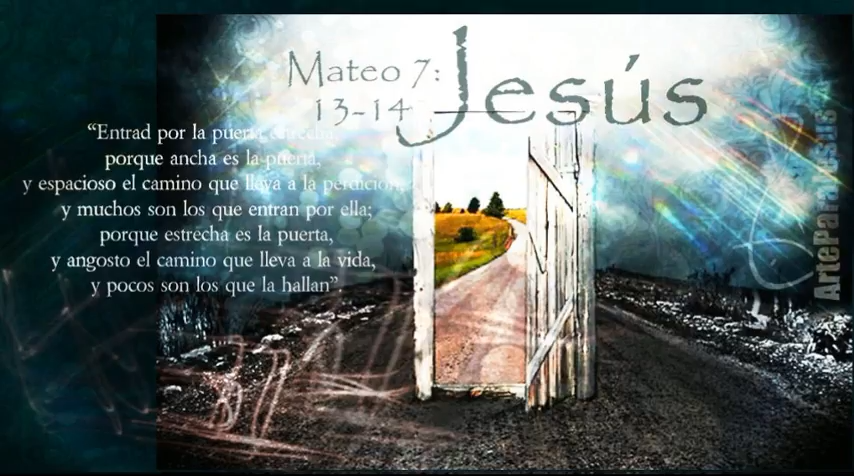 Mateo 7:
13-14
Jesús
“Entrad por la puerta estrecha,
porque ancha es la puerta,
y espacioso el camino que lleva a la perdición,
y muchos son los que entran por ella;
porque estrecha es la puerta,
y angosto el camino que lleva a la vida,
y pocos son los que la hallan”
ArteParaJesus